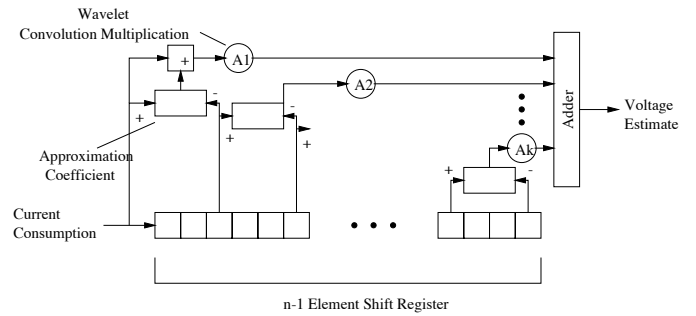 Wavelet
Convolution Multiplication
+
A1
-
A2
-
+
+
+
Adder
Voltage
Estimate
Approximation
Coefficient
Ak
+
-
Current
Consumption
n-1 Element Shift Register